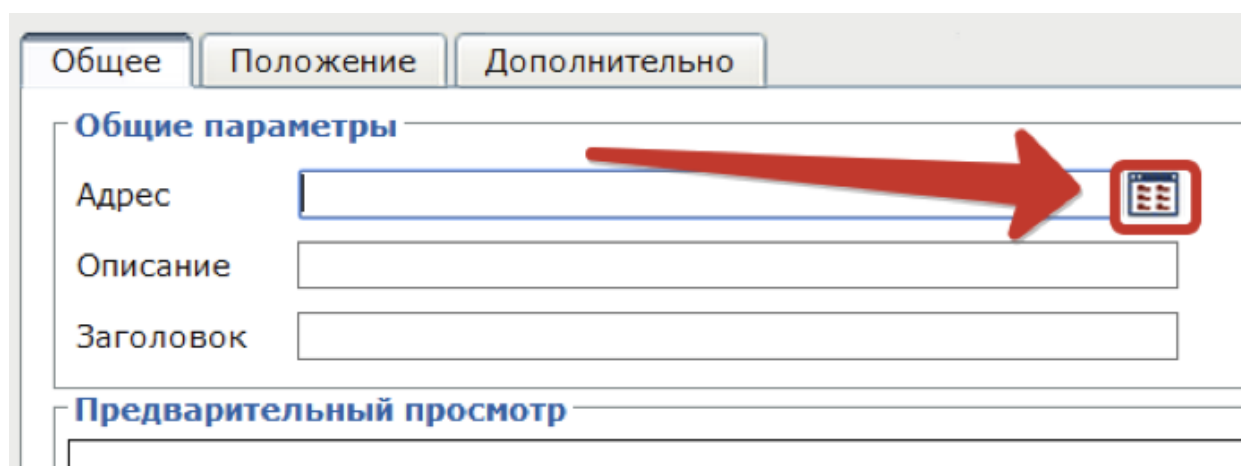 Общее Положение Дополнительно
Общие параметры
Адрес
Описание
Заголовок
Предварительный просмотр